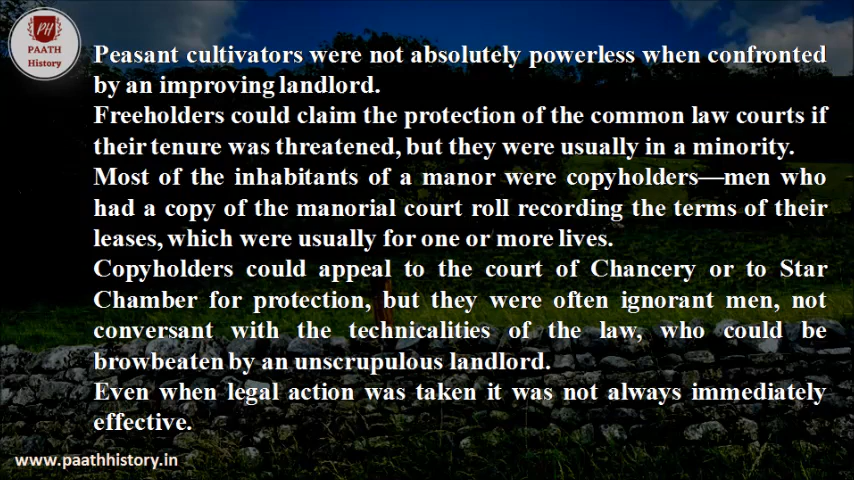 PH
PAATH
History
Peasant cultivators were not absolutely powerless when confronted
by an improving landlord.
Freeholders could claim the protection of the common law courts if
their tenure was threatened, but they were usually in a minority.
Most of the inhabitants of a manor were copyholders—men who
had a copy of the manorial court roll recording the terms of their
leases, which were usually for one or more lives.
Copyholders could appeal to the court of Chancery or to Star
Chamber for protection, but they were often ignorant men, not
conversant with the technicalities of the law, who could be
browbeaten by an unscrupulous landlord.
Even when legal action was taken it was not always immediately
effective.
www.paathhistory.in